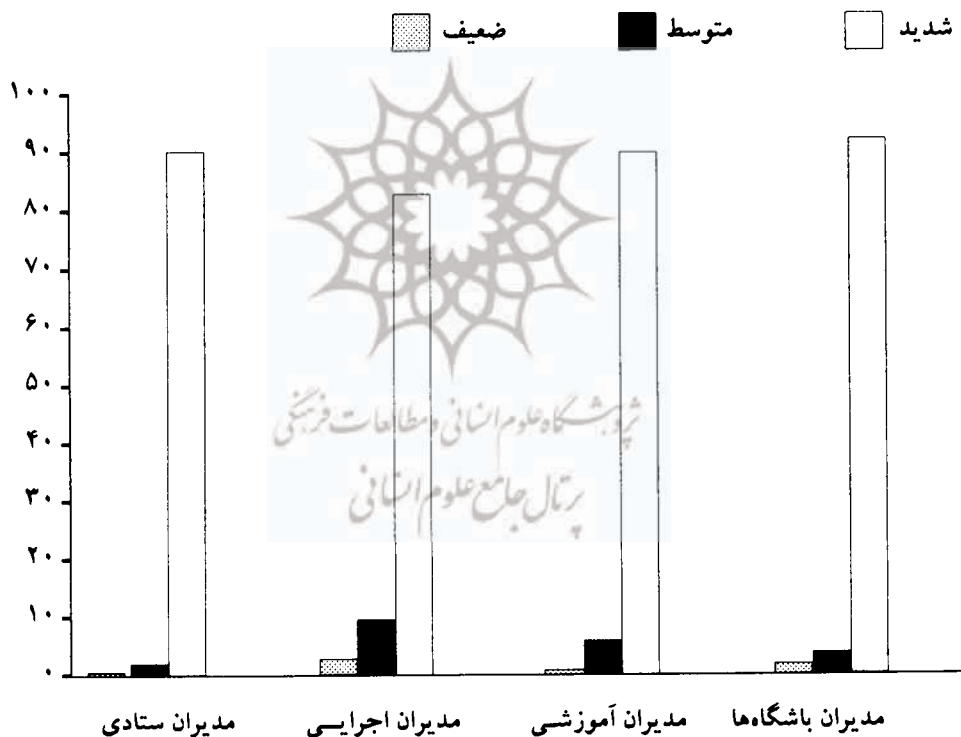 شدید متوسط ضعیف
۱۰۰
۹۰
۸۰
۷۰
۶۰
۵۰
۴۰
۳۰
۲۰
۱۰
۰
پژوهشگاه علوم انسانی و مطالعات فرهنگی
پرتال جامع علوم انسانی
مدیران باشگاه‌ها مدیران آموزشی مدیران اجرایی مدیران ستادی